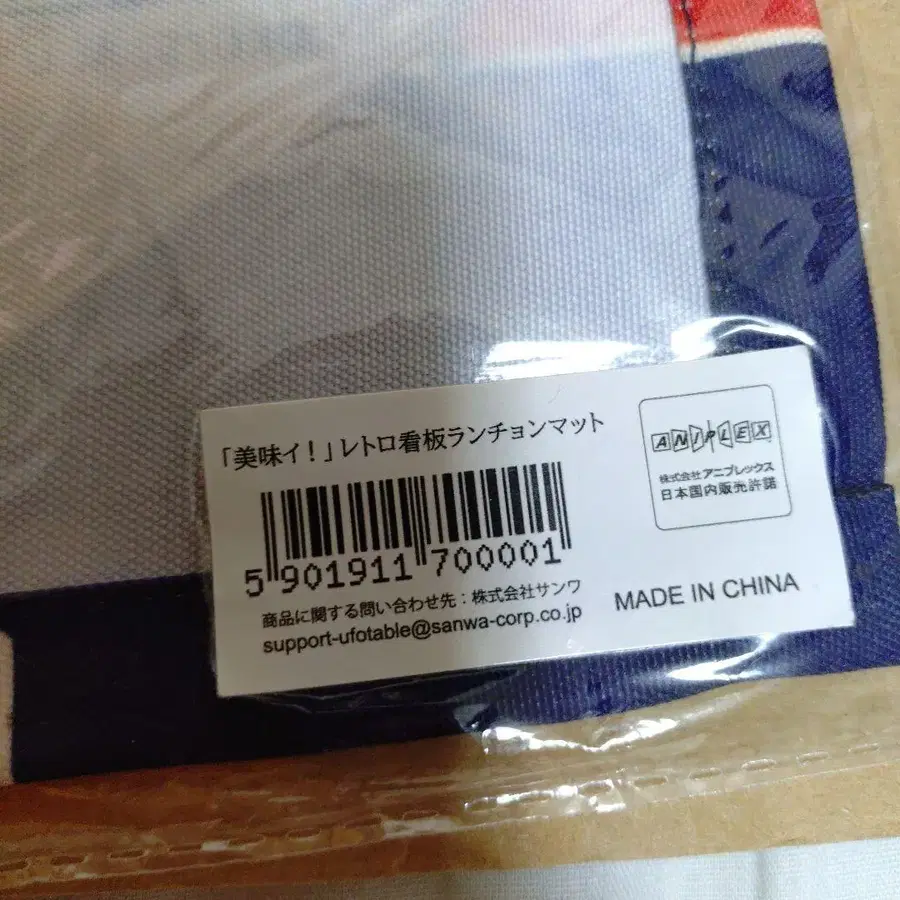 「美味イ！」レトロ看板ランチョンマット
ANIPLEX
株式会社アニプレックス
日本国内販売許諾
5 901911 700001
商品に関する問い合わせ先：株式会社サンワ
support-ufotable@sanwa-corp.co.jp
MADE IN CHINA